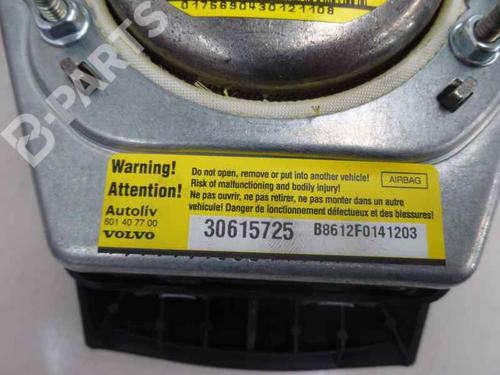 0175690430121108
B-PARTS
Warning!
Attention!
Do not open, remove or put into another vehicle!
Risk of malfunctioning and bodily injury!
AIRBAG
Ne pas ouvrir, ne pas retirer, ne pas monter dans un autre
vehicule! Danger de fonctionnement défectueux et des blessures!
Autoliv
601 40 77 00
VOLVO
30615725
B8612F0141203